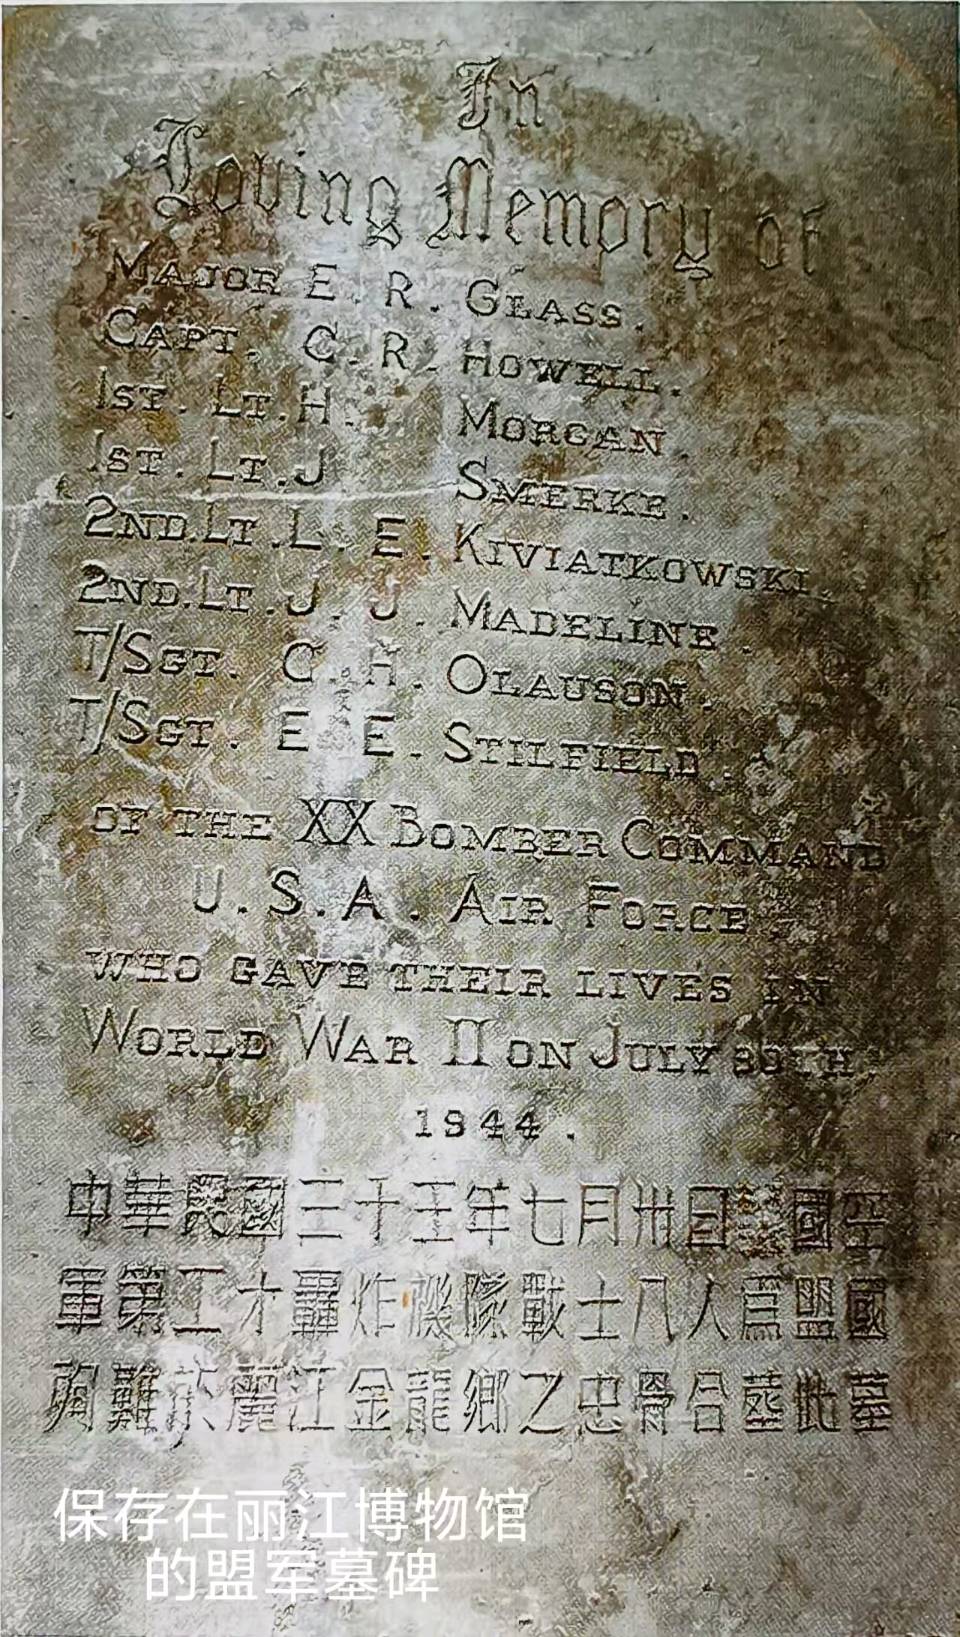 In
Loving Memory of
MAJOR E. R. GLASS.
CAPT. C. R. HOWELL.
1ST. LT. H. MORGAN.
1ST. LT. J SMERKE.
2ND. LT. L. E. KIVIATKOWSKI.
2ND. LT. J. J. MADELINE.
T/SGT. C. H. OLAUSON.
T/SGT. E. E. STILFIELD.
OF THE XX BOMBER COMMAND
U.S.A. AIR FORCE
WHO GAVE THEIR LIVES IN
WORLD WAR II ON JULY
1944.
中華民國三十三年七月卅日 國空
軍第 轟炸機隊戰士八人爲盟國
殉難於麗江金龍鄉之忠骨合塟此墓
保存在丽江博物馆
的盟军墓碑